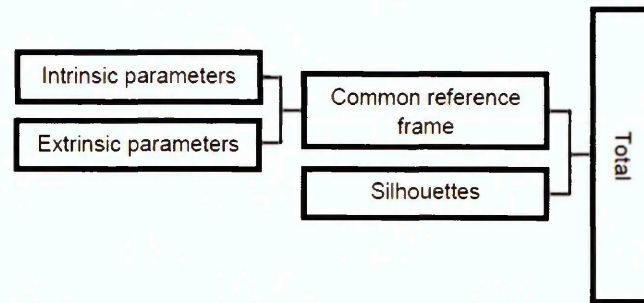 Intrinsic parameters
Extrinsic parameters
Common reference
frame
Silhouettes
Total